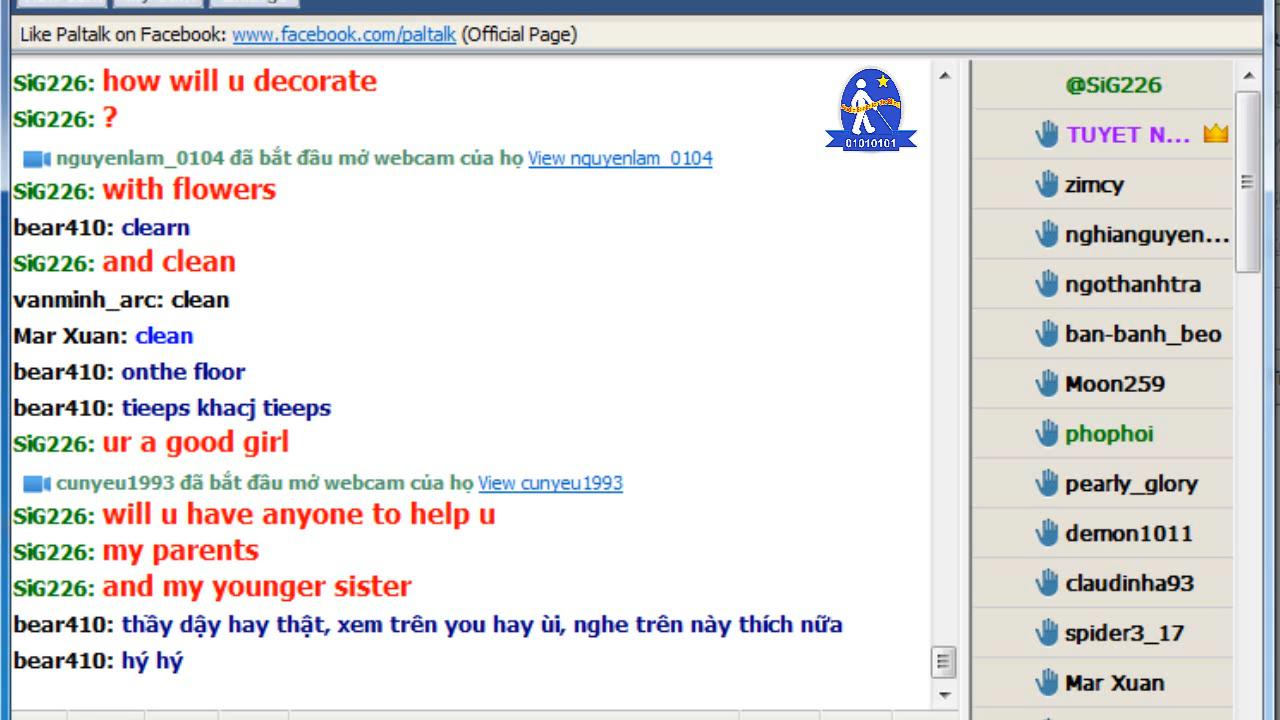 Like Paltalk on Facebook: www.facebook.com/paltalk (Official Page)
SiG226: how will u decorate
SiG226: ?
nguyenlam_0104 đã bắt đầu mở webcam của họ View nguyenlam_0104
SiG226: with flowers
bear410: clearn
SiG226: and clean
vanminh_arc: clean
Mar Xuan: clean
bear410: onthe floor
bear410: tieeps khacj tieeps
SiG226: ur a good girl
cunyeu1993 đã bắt đầu mở webcam của họ View cunyeu1993
SiG226: will u have anyone to help u
SiG226: my parents
SiG226: and my younger sister
bear410: thầy dậy hay thật, xem trên you hay ùi, nghe trên này thích nữa
bear410: hý hý
01010101
@SiG226
TUYET N...
zimcy
nghianguyen...
ngothanhtra
ban-banh_beo
Moon259
phophoi
pearly_glory
demon1011
claudinha93
spider3_17
Mar Xuan